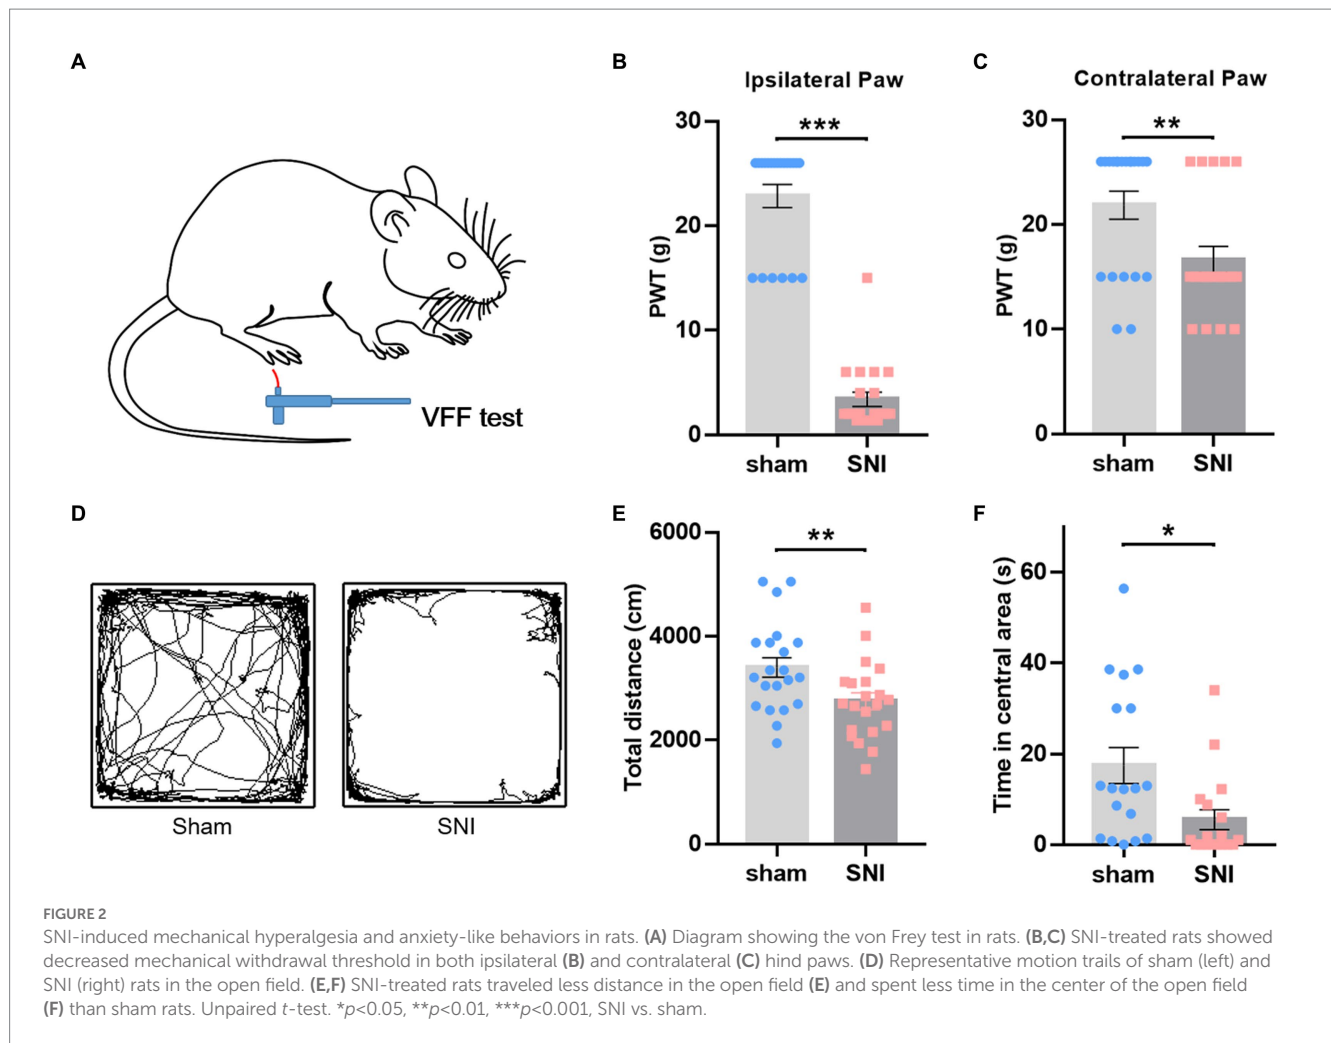 A
VFF test
B
Ipsilateral Paw
***
PWT (g)
30
20
10
0
sham SNI
C
Contralateral Paw
**
PWT (g)
30
20
10
0
sham SNI
D
Sham SNI
E
**
Total distance (cm)
6000
4000
2000
0
sham SNI
F
*
Time in central area (s)
60
40
20
0
sham SNI
FIGURE 2
SNI-induced mechanical hyperalgesia and anxiety-like behaviors in rats. (A) Diagram showing the von Frey test in rats. (B,C) SNI-treated rats showed
decreased mechanical withdrawal threshold in both ipsilateral (B) and contralateral (C) hind paws. (D) Representative motion trails of sham (left) and
SNI (right) rats in the open field. (E,F) SNI-treated rats traveled less distance in the open field (E) and spent less time in the center of the open field
(F) than sham rats. Unpaired t-test. *p<0.05, **p<0.01, ***p<0.001, SNI vs. sham.